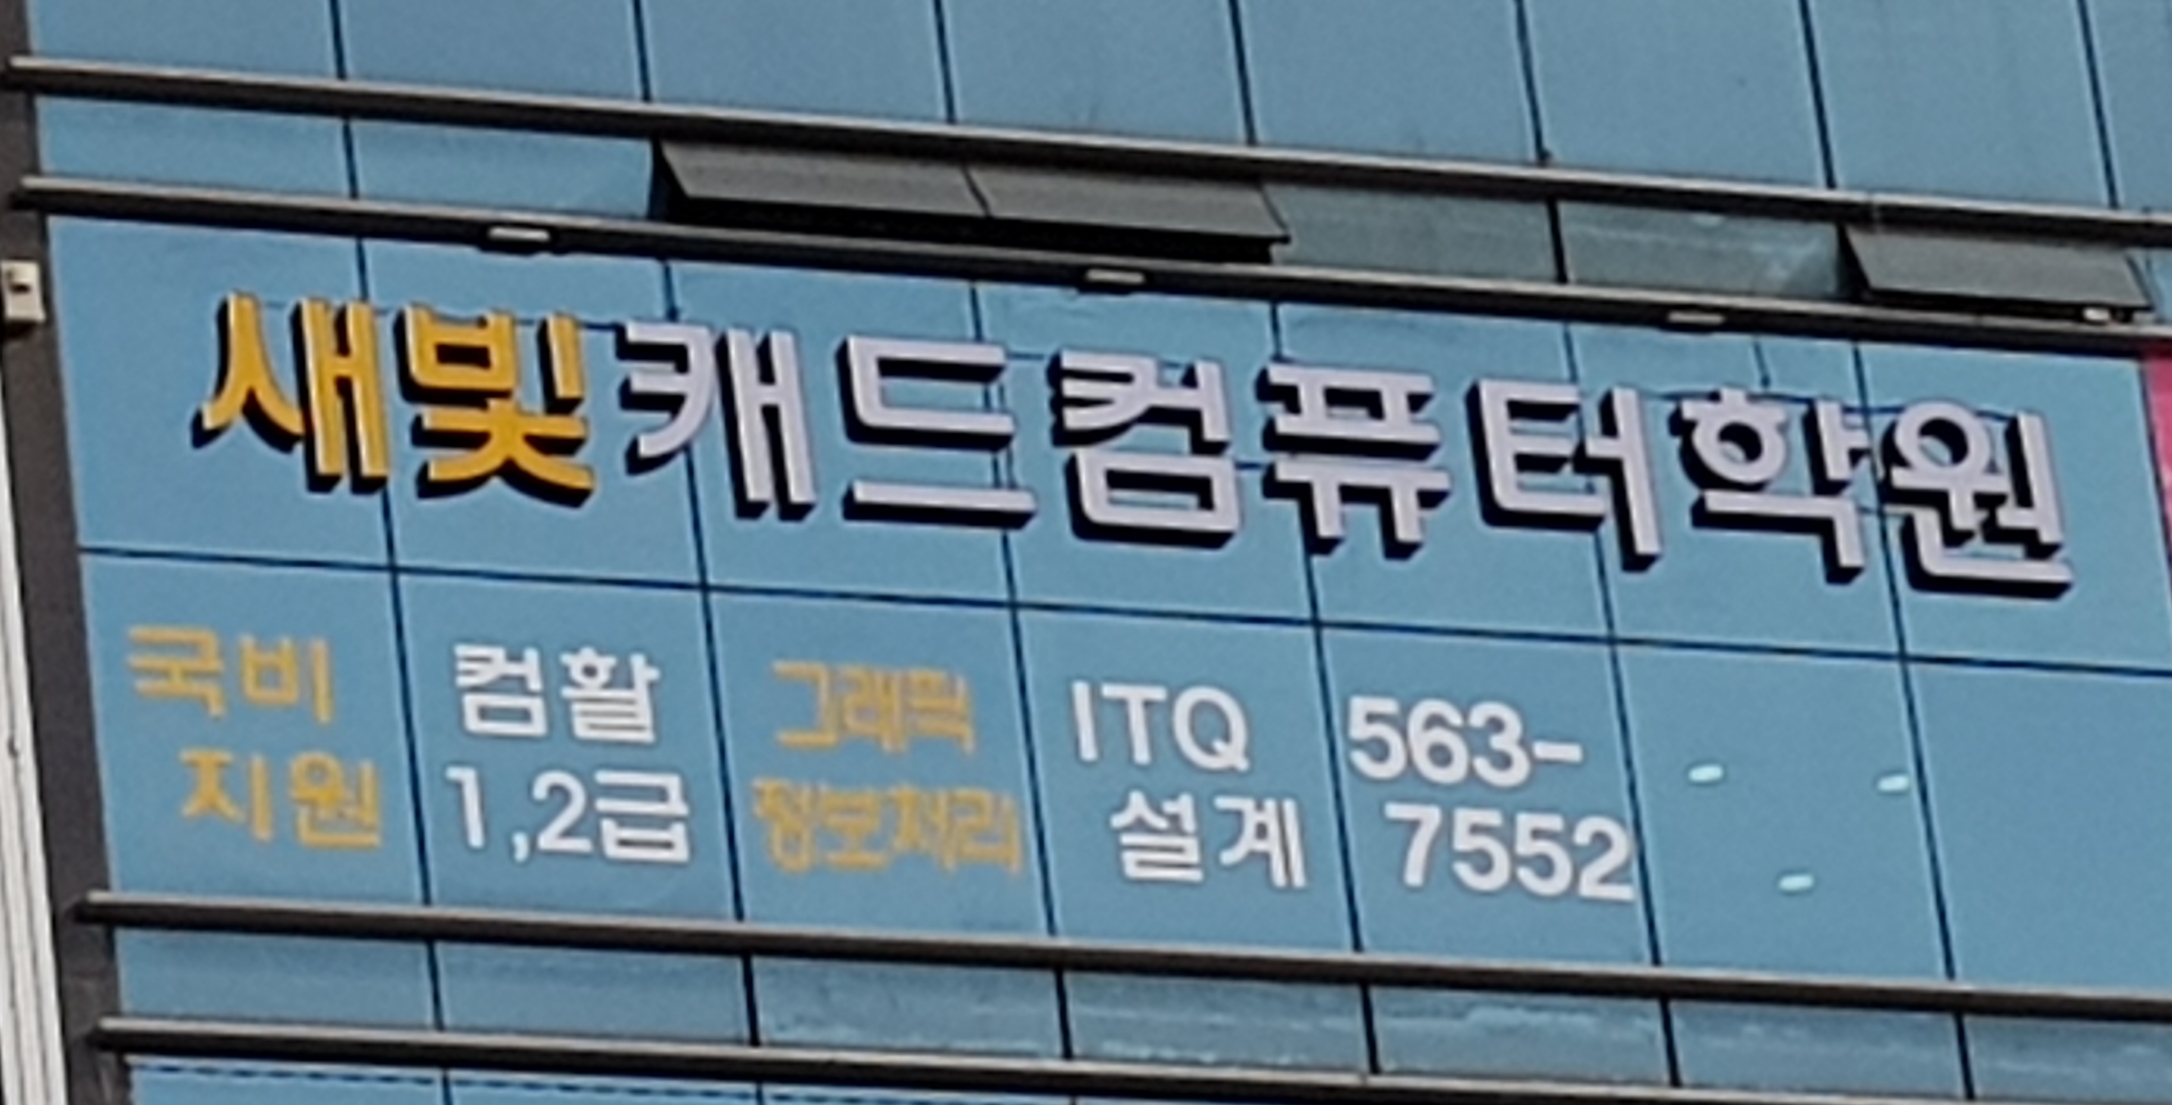 새빛캐드컴퓨터학원
국비 컴활 그래픽 ITQ 563-
지원 1,2급 정보처리 설계 7552